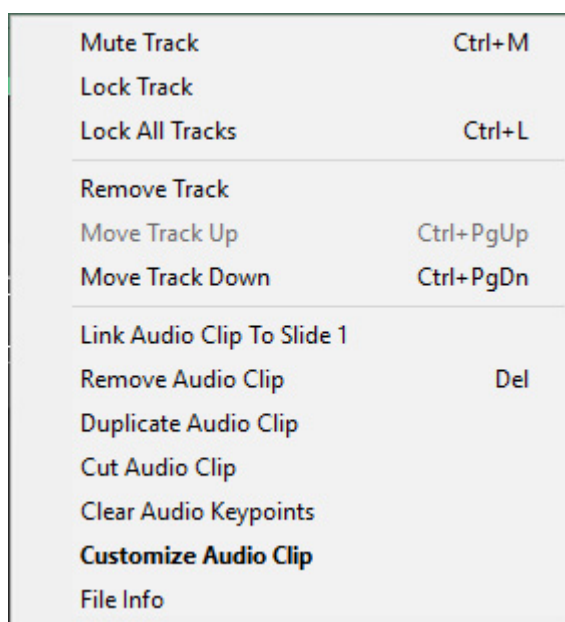 Mute Track Ctrl+M
Lock Track
Lock All Tracks Ctrl+L
Remove Track
Move Track Up Ctrl+PgUp
Move Track Down Ctrl+PgDn
Link Audio Clip To Slide 1
Remove Audio Clip Del
Duplicate Audio Clip
Cut Audio Clip
Clear Audio Keypoints
Customize Audio Clip
File Info